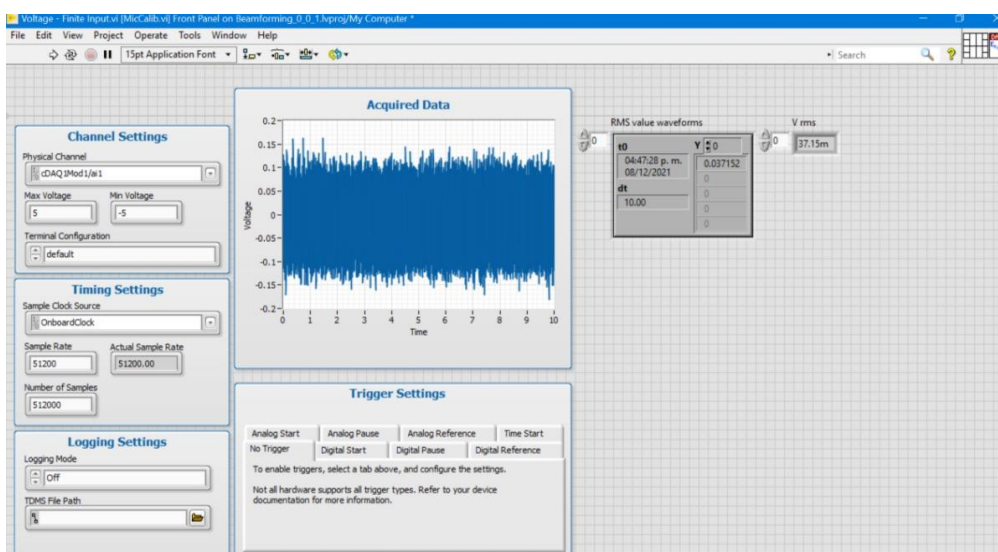 Voltage - Finite Input.vi [MicCalib.vi] Front Panel on Beamforming_0_0_1.lvproj/My Computer *
File Edit View Project Operate Tools Window Help
15pt Application Font
Search
Channel Settings
Physical Channel
cDAQ1Mod1/ai1
Max Voltage Min Voltage
5 -5
Terminal Configuration
default
Timing Settings
Sample Clock Source
OnboardClock
Sample Rate Actual Sample Rate
51200 51200.00
Number of Samples
512000
Logging Settings
Logging Mode
Off
TDMS File Path
Acquired Data
Voltage
0.2
0.15
0.1
0.05
0
-0.05
-0.1
-0.15
-0.2
0 1 2 3 4 5 6 7 8 9 10
Time
Trigger Settings
Analog Start Analog Pause Analog Reference Time Start
No Trigger Digital Start Digital Pause Digital Reference
To enable triggers, select a tab above, and configure the settings.
Not all hardware supports all trigger types. Refer to your device
documentation for more information.
RMS value waveforms
0
t0
04:47:28 p. m.
08/12/2021
dt
10.00
Y 0
0.037152
0
0
0
0
V rms
0 37.15m